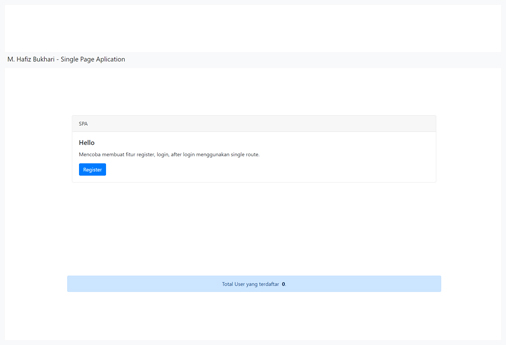 M. Hafiz Bukhari - Single Page Aplication
SPA
Hello
Mencoba membuat fitur register, login, after login menggunakan single route.
Register
Total User yang terdaftar 0